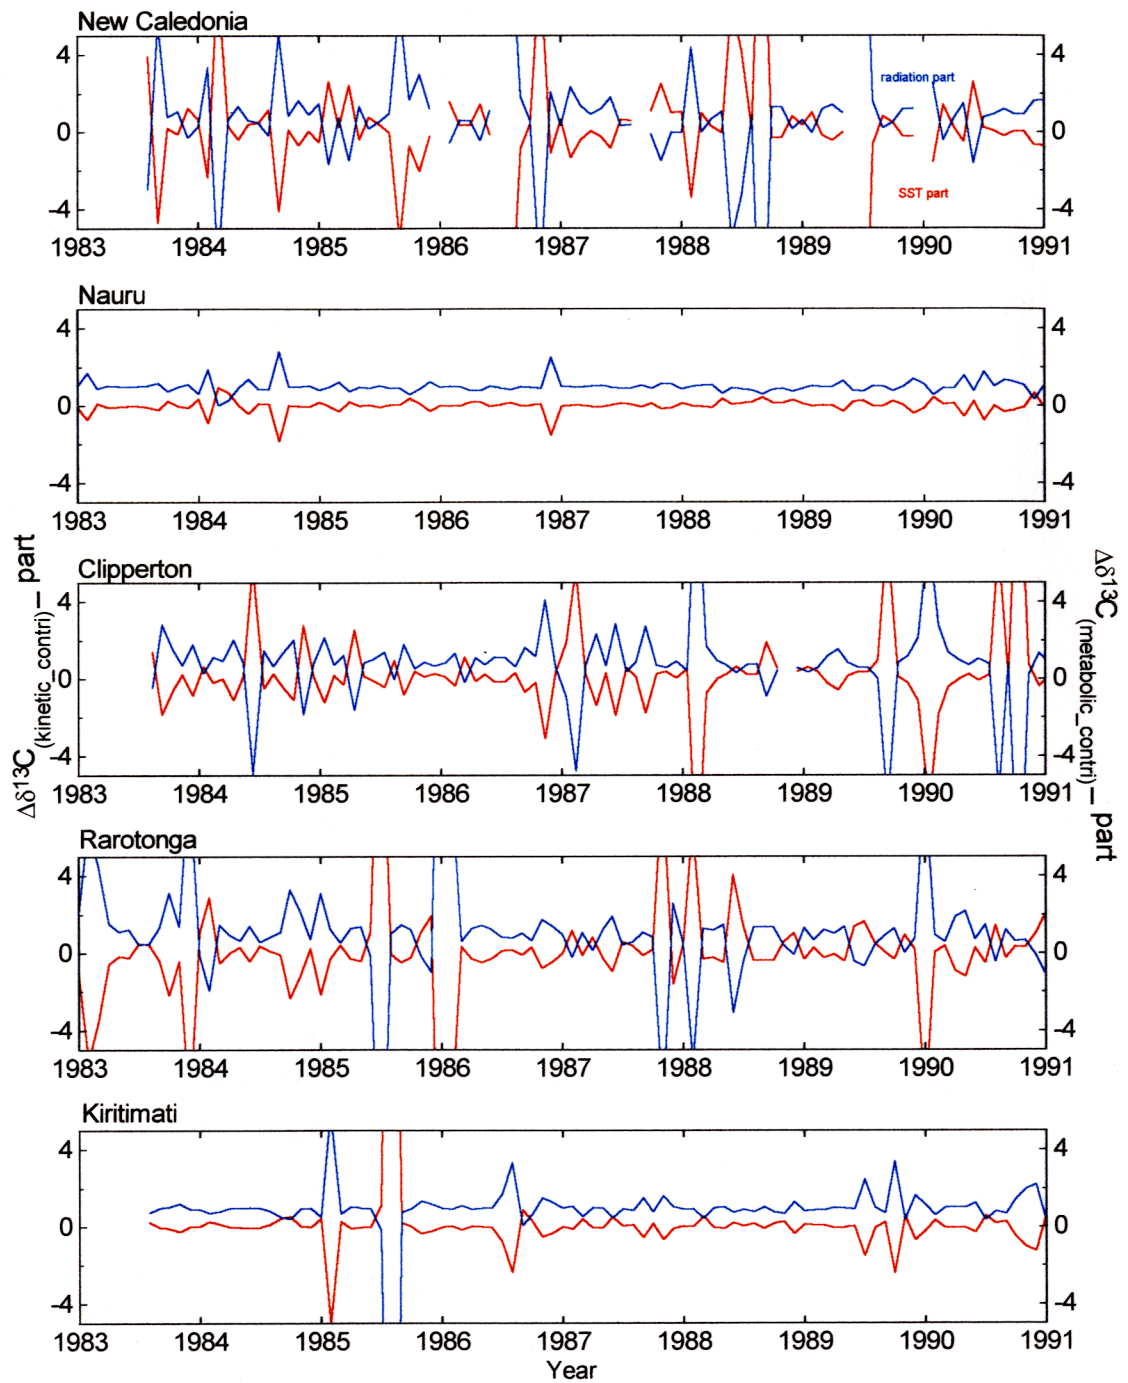 New Caledonia
4 4
radiation part
0 0
SST part
-4 -4
1983 1984 1985 1986 1987 1988 1989 1990 1991
Nauru
4 4
0 0
-4 -4
1983 1984 1985 1986 1987 1988 1989 1990 1991
Clipperton
4 4
0 0
-4 -4
1983 1984 1985 1986 1987 1988 1989 1990 1991
Δδ13C(kinetic_contri)– part
Δδ13C(metabolic_contri)– part
Rarotonga
4 4
0 0
-4 -4
1983 1984 1985 1986 1987 1988 1989 1990 1991
Kiritimati
4 4
0 0
-4 -4
1983 1984 1985 1986 1987 1988 1989 1990 1991
Year